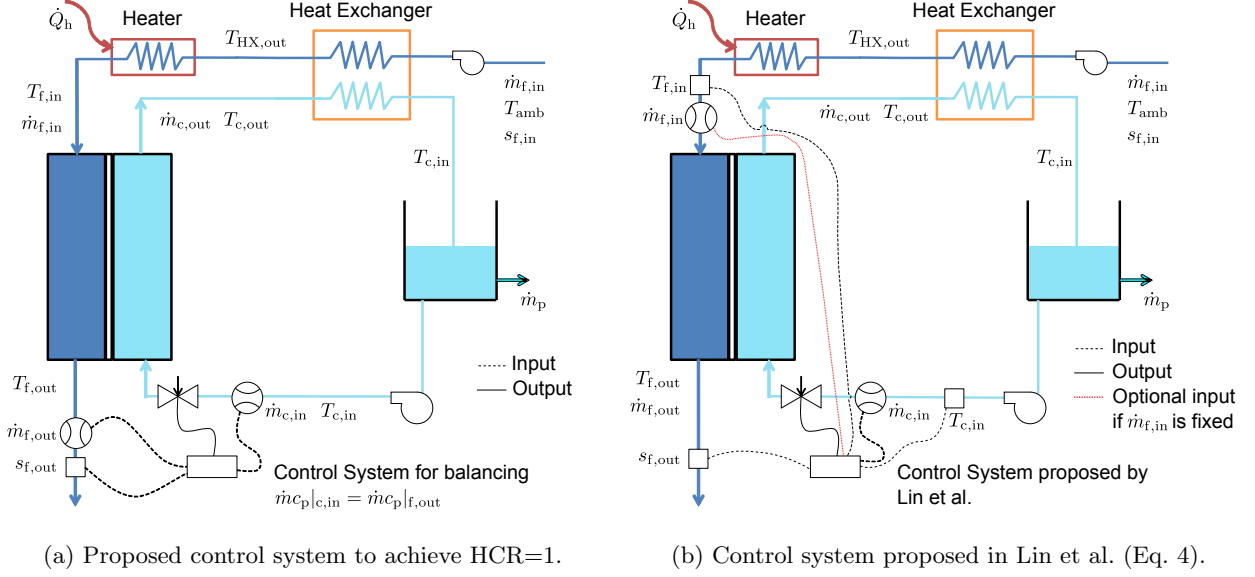 Q̇h
Heater
Heat Exchanger
THX,out
Tf,in
ṁf,in
ṁc,out
Tc,out
ṁf,in
Tamb
sf,in
Tc,in
ṁp
Input
Output
Tf,out
ṁf,out
sf,out
ṁc,in
Tc,in
Control System for balancing
ṁcp|c,in = ṁcp|f,out
(a) Proposed control system to achieve HCR=1.
Q̇h
Heater
Heat Exchanger
THX,out
Tf,in
ṁf,in
ṁc,out
Tc,out
ṁf,in
Tamb
sf,in
Tc,in
ṁp
Input
Output
Optional input
if ṁf,in is fixed
Tf,out
ṁf,out
sf,out
ṁc,in
Tc,in
Control System proposed by
Lin et al.
(b) Control system proposed in Lin et al. (Eq. 4).